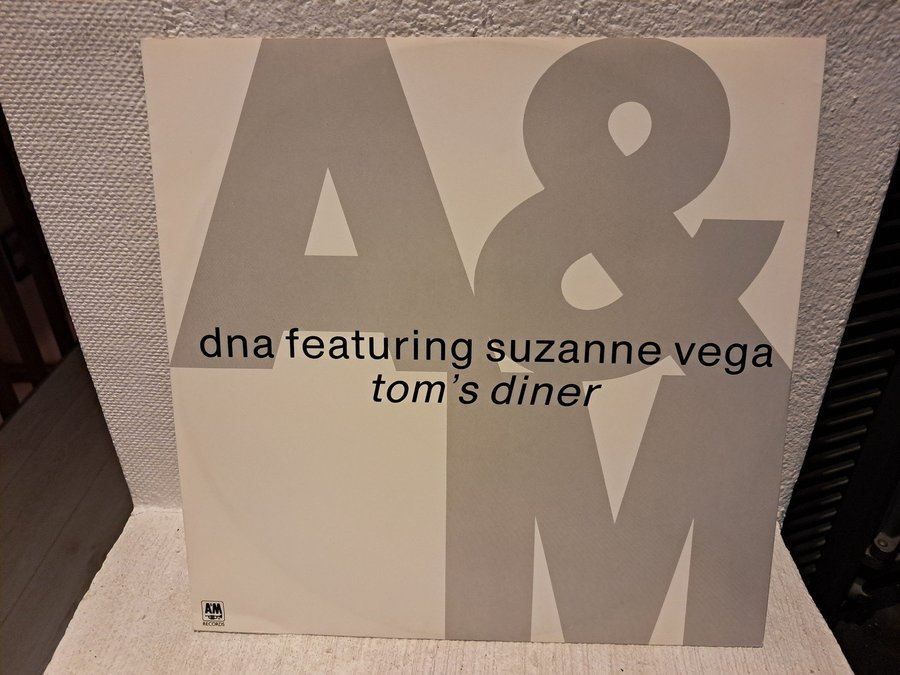 A&
dna featuring suzanne vega
tom's diner
M
A&M
RECORDS